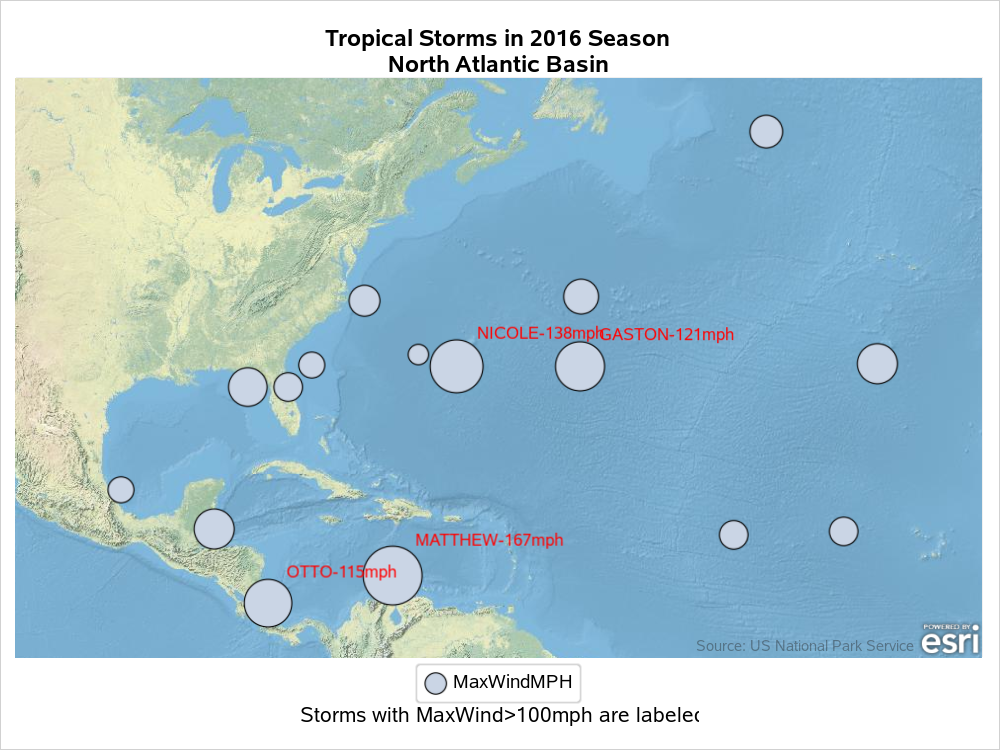 Tropical Storms in 2016 Season
North Atlantic Basin
NICOLE-138mph
GASTON-121mph
MATTHEW-167mph
OTTO-115mph
Source: US National Park Service
POWERED BY
esri
MaxWindMPH
Storms with MaxWind>100mph are labeled